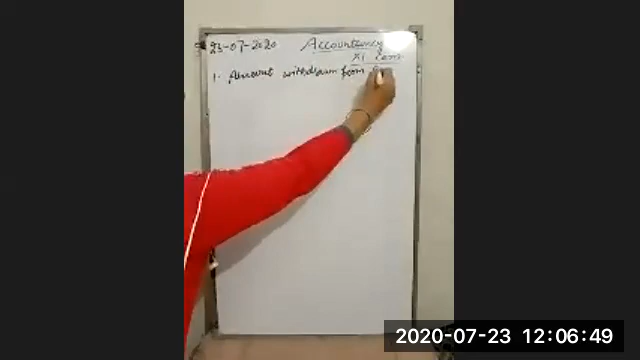 23-07-2020 Accountancy
XI Com
1. Amount withdrawn from
2020-07-23 12:06:49